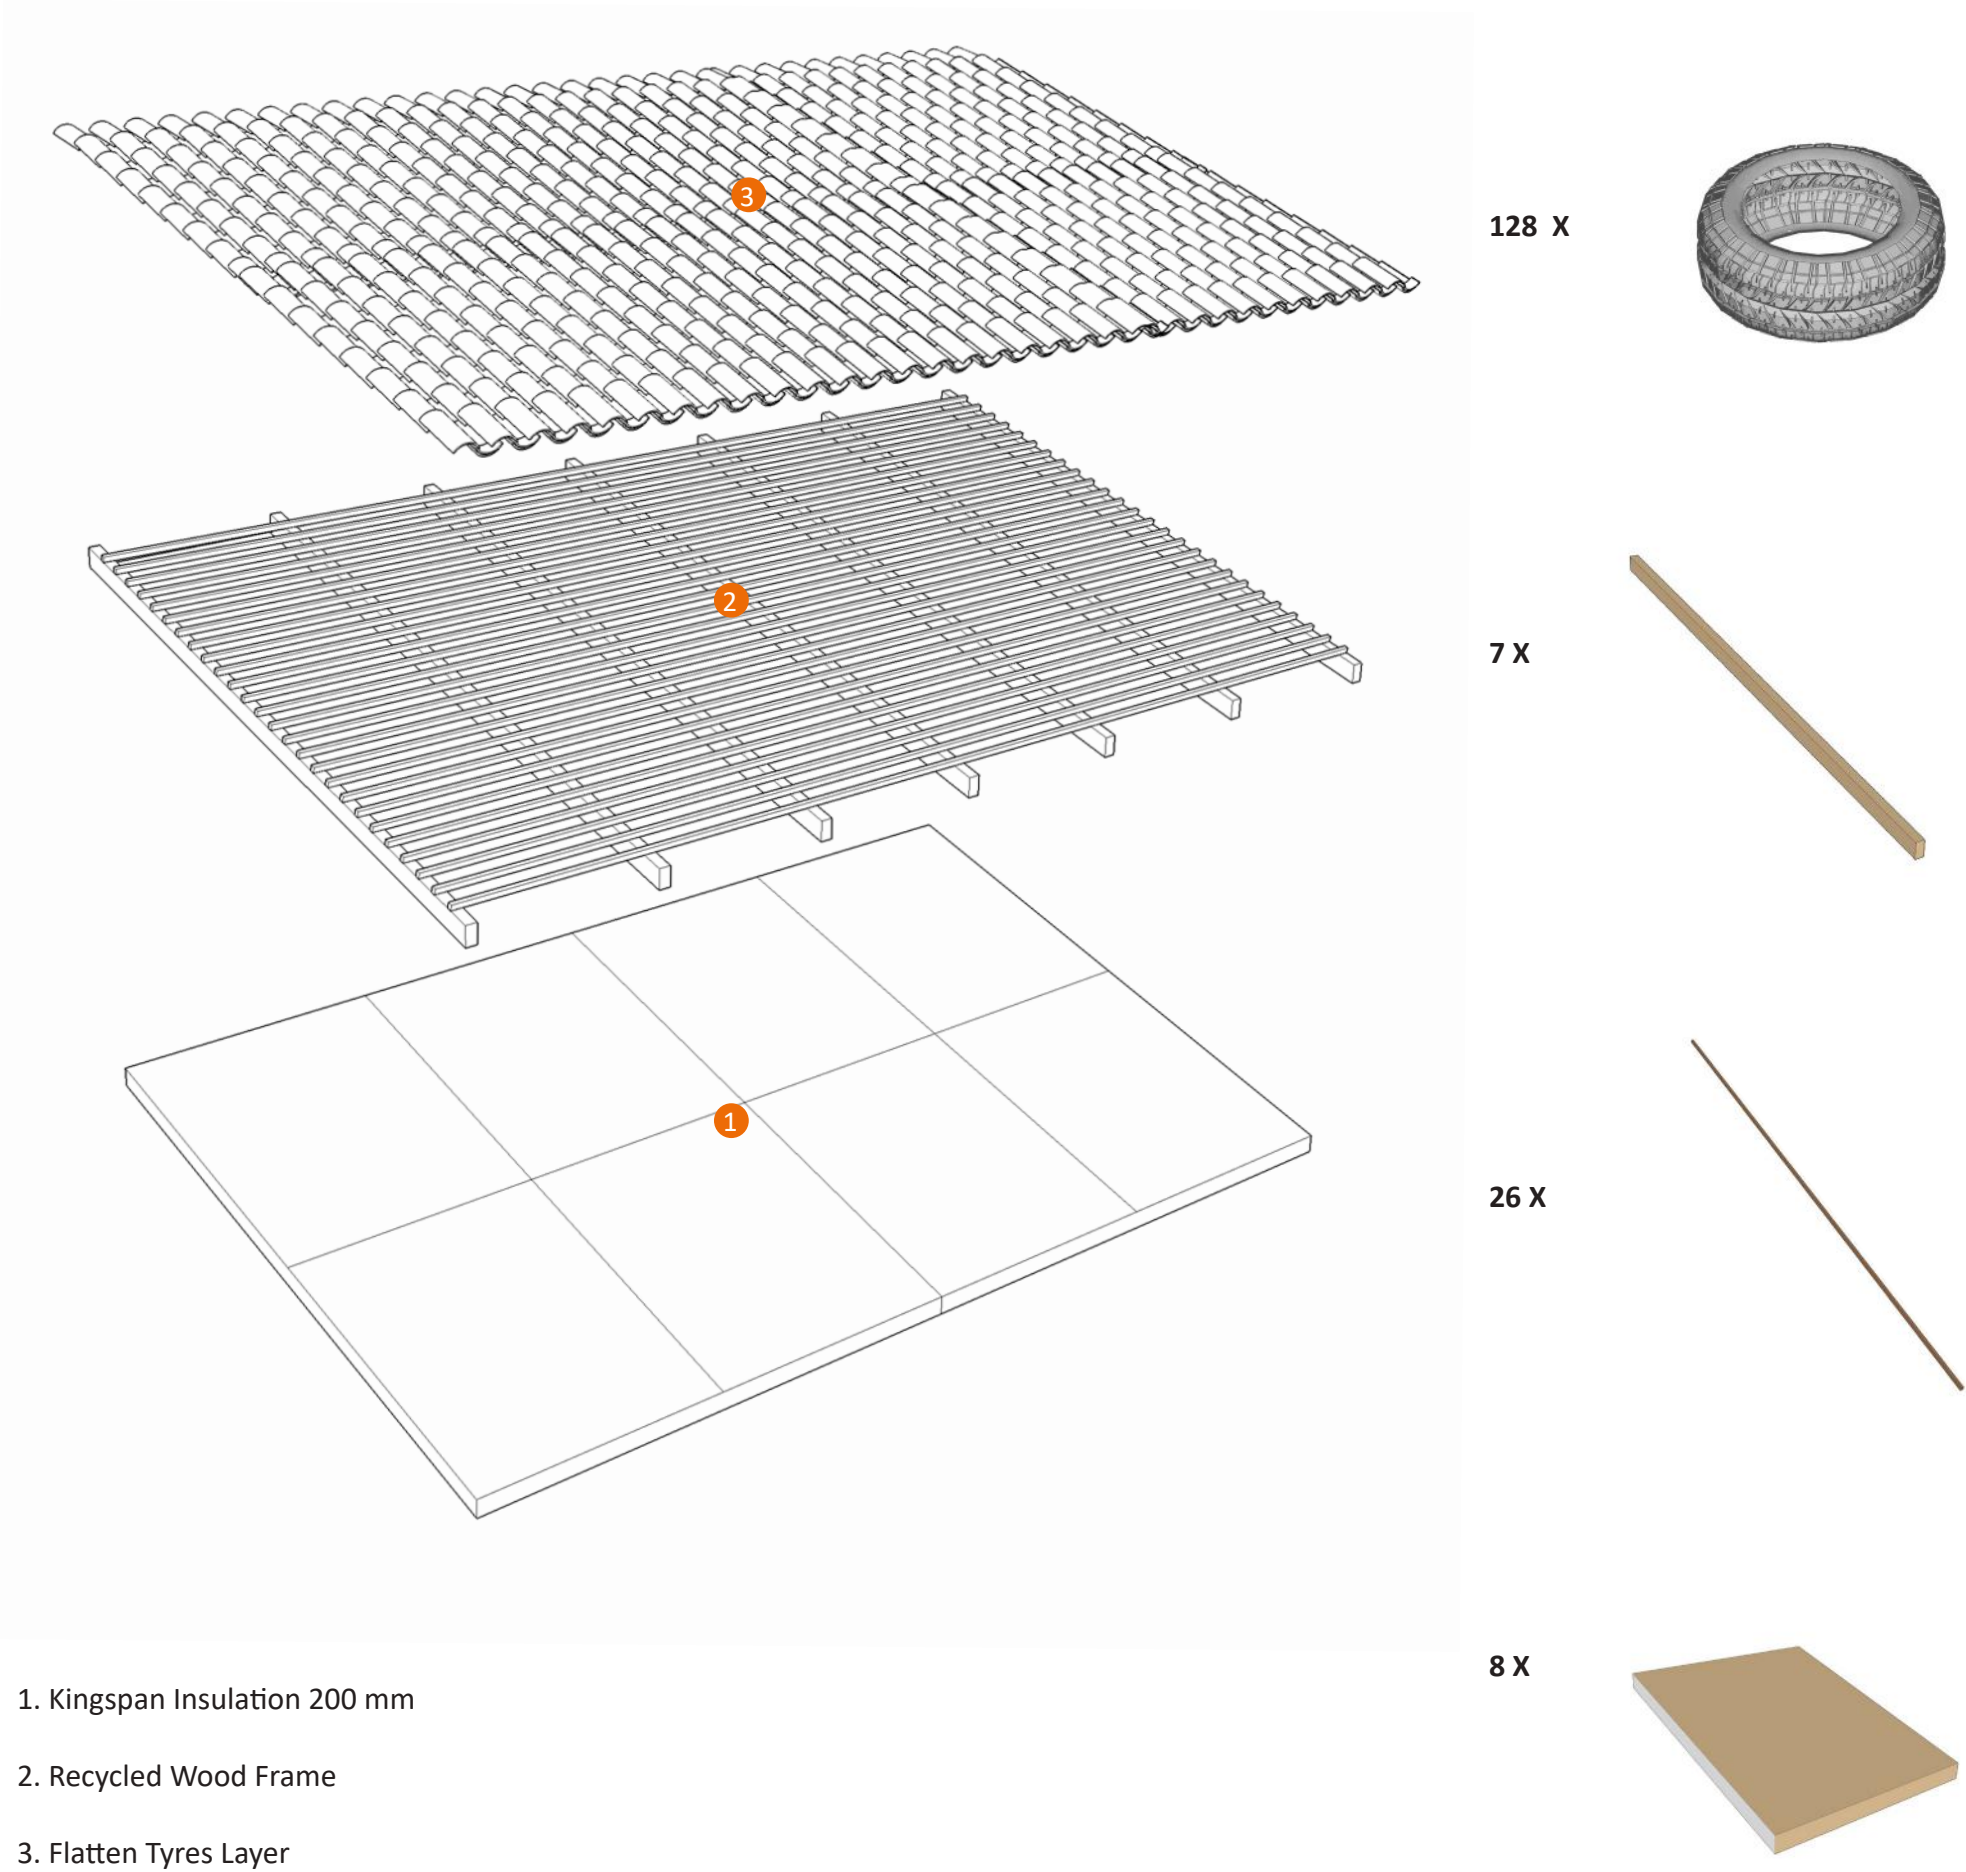 3
128 X
2
7 X
1
26 X
8 X
1. Kingspan Insulation 200 mm
2. Recycled Wood Frame
3. Flatten Tyres Layer